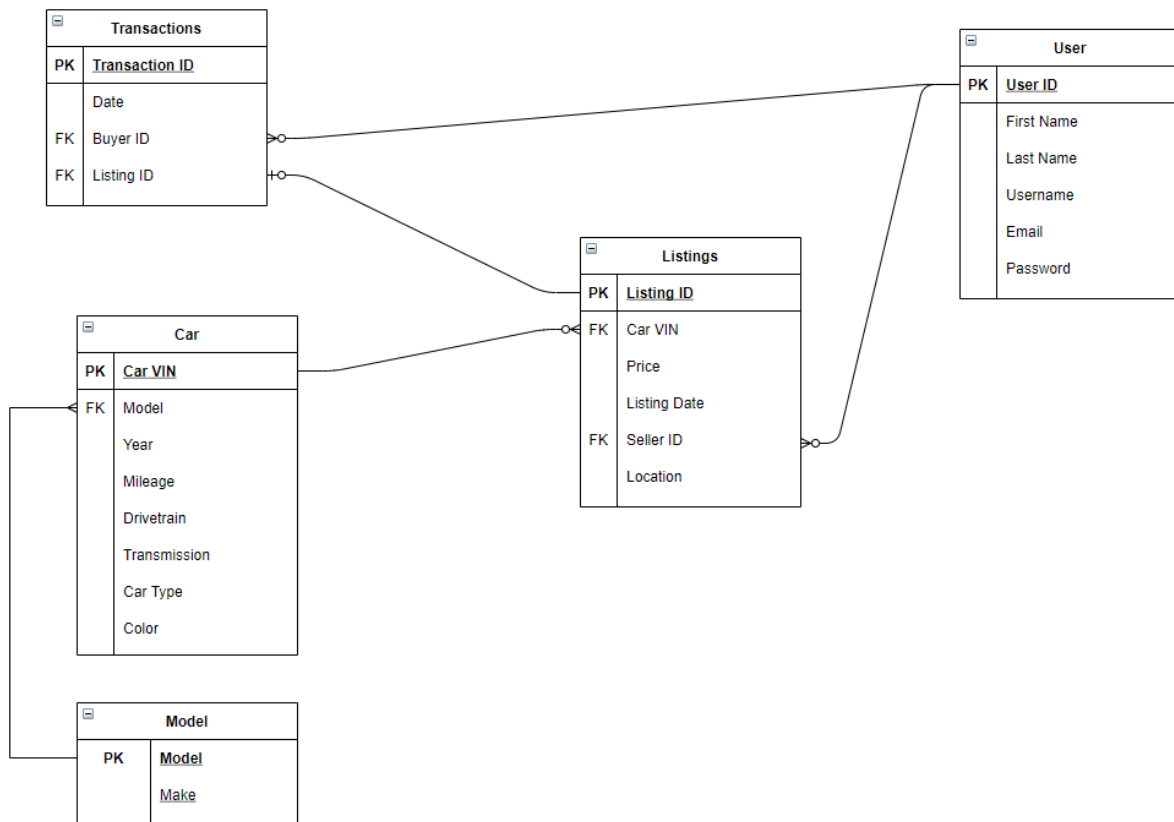 Transactions
PK Transaction ID
Date
FK Buyer ID
FK Listing ID
User
PK User ID
First Name
Last Name
Username
Email
Password
Listings
PK Listing ID
FK Car VIN
Price
Listing Date
FK Seller ID
Location
Car
PK Car VIN
FK Model
Year
Mileage
Drivetrain
Transmission
Car Type
Color
Model
PK Model
Make